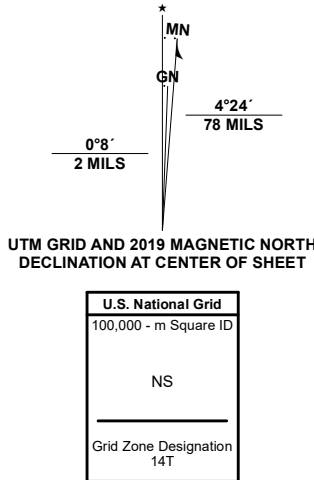 ★
MN
GN
4°24´
78 MILS
0°8´
2 MILS
UTM GRID AND 2019 MAGNETIC NORTH
DECLINATION AT CENTER OF SHEET
U.S. National Grid
100,000 - m Square ID
NS
Grid Zone Designation
14T